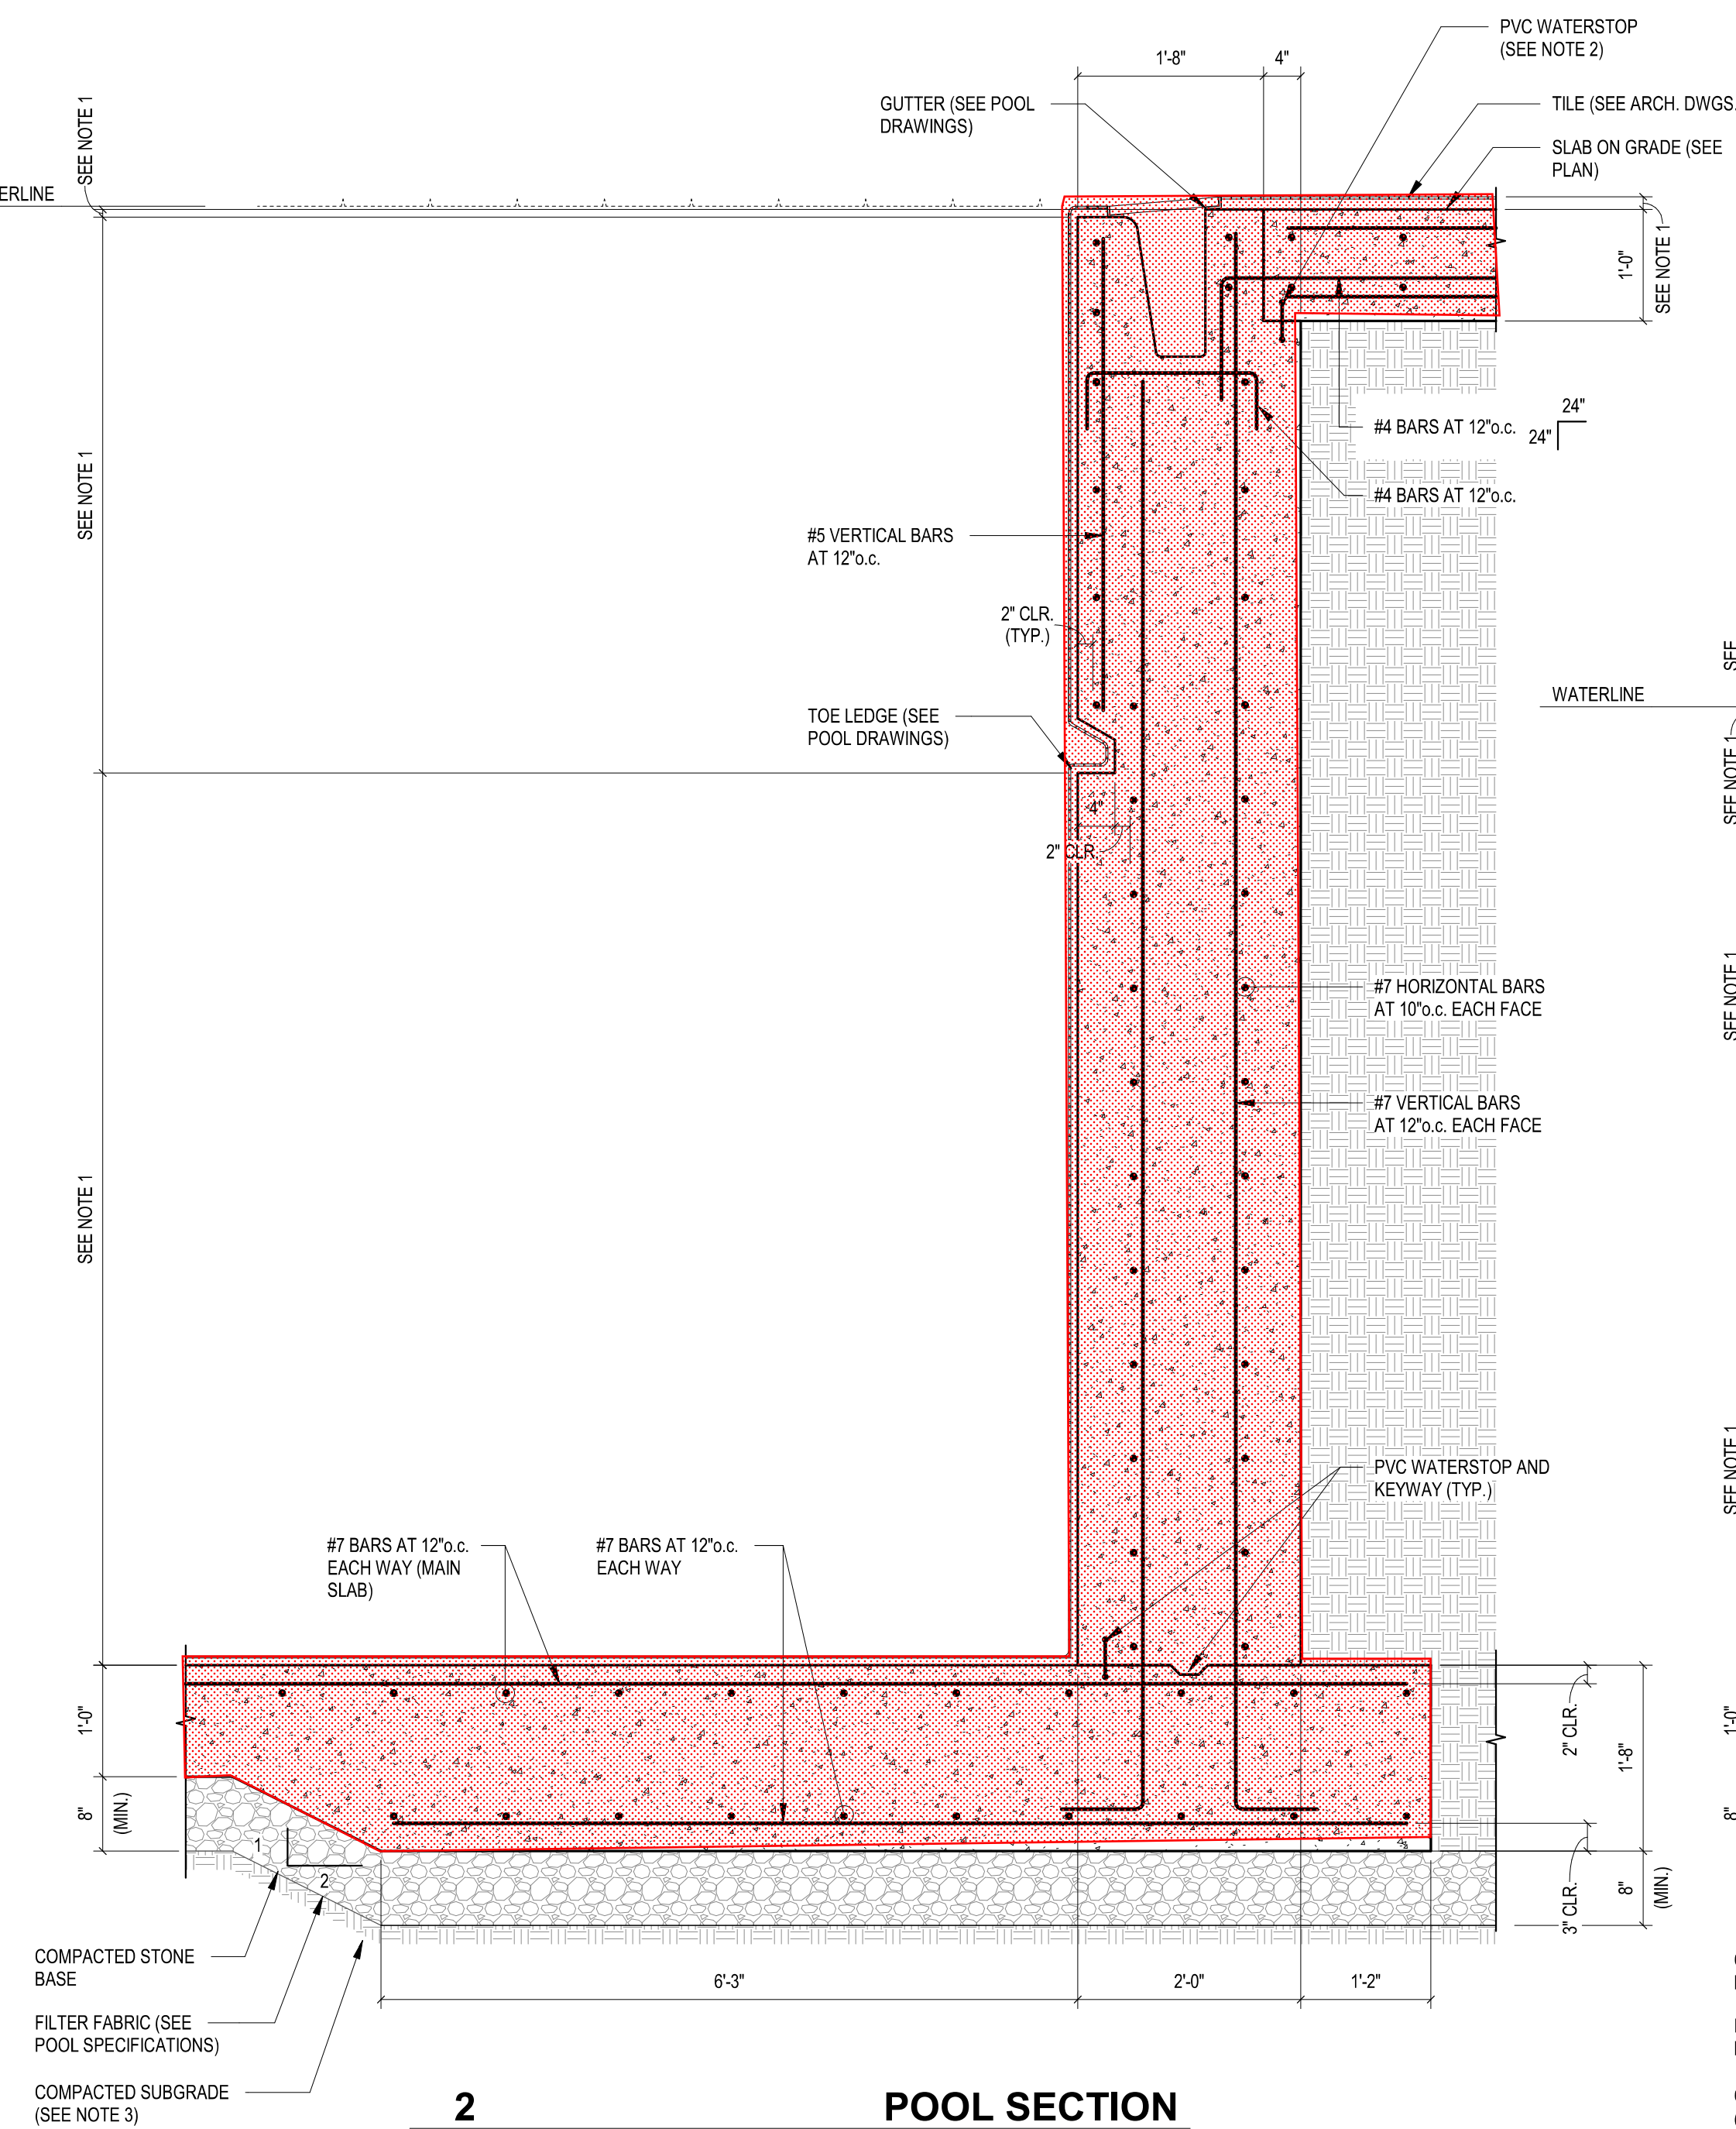 PVC WATERSTOP
(SEE NOTE 2)
1'-8"
4"
GUTTER (SEE POOL
DRAWINGS)
TILE (SEE ARCH. DWGS.
SLAB ON GRADE (SEE
PLAN)
SEE NOTE 1
ERLINE
1'-0"
SEE NOTE 1
24"
24"
#4 BARS AT 12"o.c.
#4 BARS AT 12"o.c.
SEE NOTE 1
#5 VERTICAL BARS
AT 12"o.c.
2" CLR.
(TYP.)
SEE
WATERLINE
TOE LEDGE (SEE
POOL DRAWINGS)
SEE NOTE 1
4"
2" CLR.
#7 HORIZONTAL BARS
AT 10"o.c. EACH FACE
SEE NOTE 1
#7 VERTICAL BARS
AT 12"o.c. EACH FACE
SEE NOTE 1
PVC WATERSTOP AND
KEYWAY (TYP.)
SEE NOTE 1
#7 BARS AT 12"o.c.
EACH WAY (MAIN
SLAB)
#7 BARS AT 12"o.c.
EACH WAY
1'-0"
2" CLR.
1'-8"
1'-0"
8"
(MIN.)
8"
1
2
3" CLR.
8"
(MIN.)
COMPACTED STONE
BASE
6'-3"
2'-0"
1'-2"
FILTER FABRIC (SEE
POOL SPECIFICATIONS)
COMPACTED SUBGRADE
(SEE NOTE 3)
2
POOL SECTION